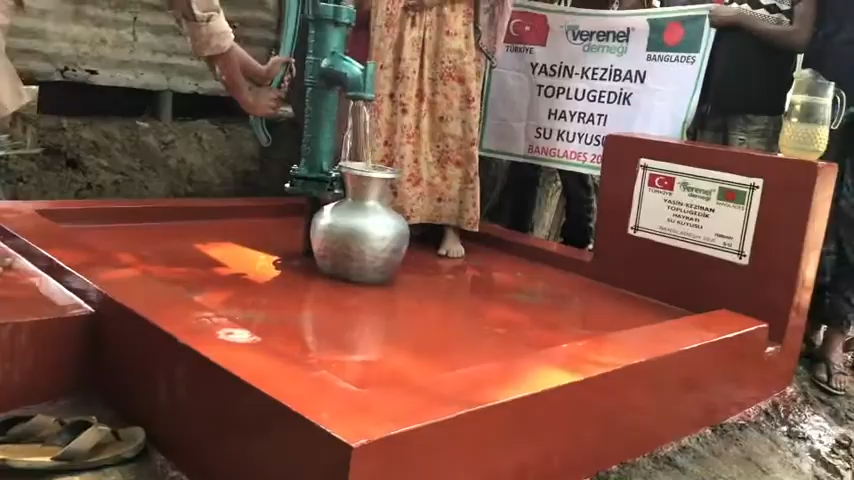 TÜRKİYE
verenel
derneği
BANGLADEŞ
YASİN-KEZİBAN
TOPLUGEDİK
HAYRATI
SU KUYUSU
BANGLADEŞ
TÜRKİYE
verenel
derneği
BANGLADEŞ
YASİN-KEZİBAN
TOPLUGEDİK
HAYRATI
SU KUYUSU